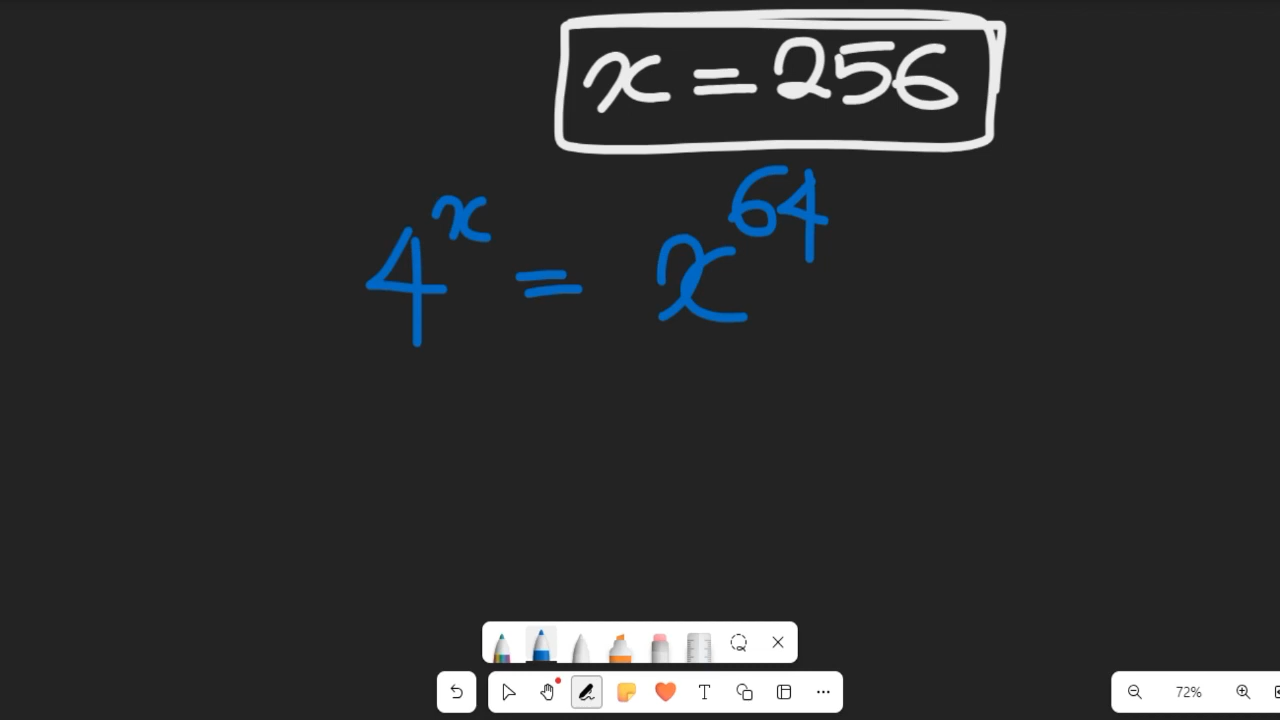 x = 256
4^x = x^64
T
72%